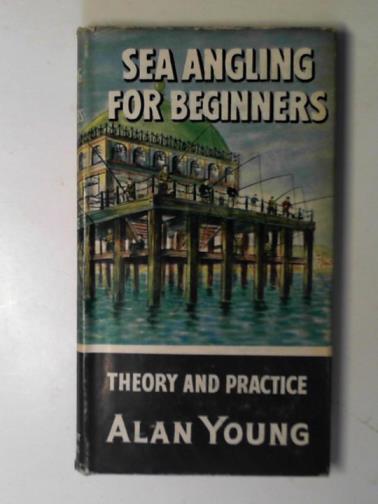 SEA ANGLING
FOR BEGINNERS
THEORY AND PRACTICE
ALAN YOUNG